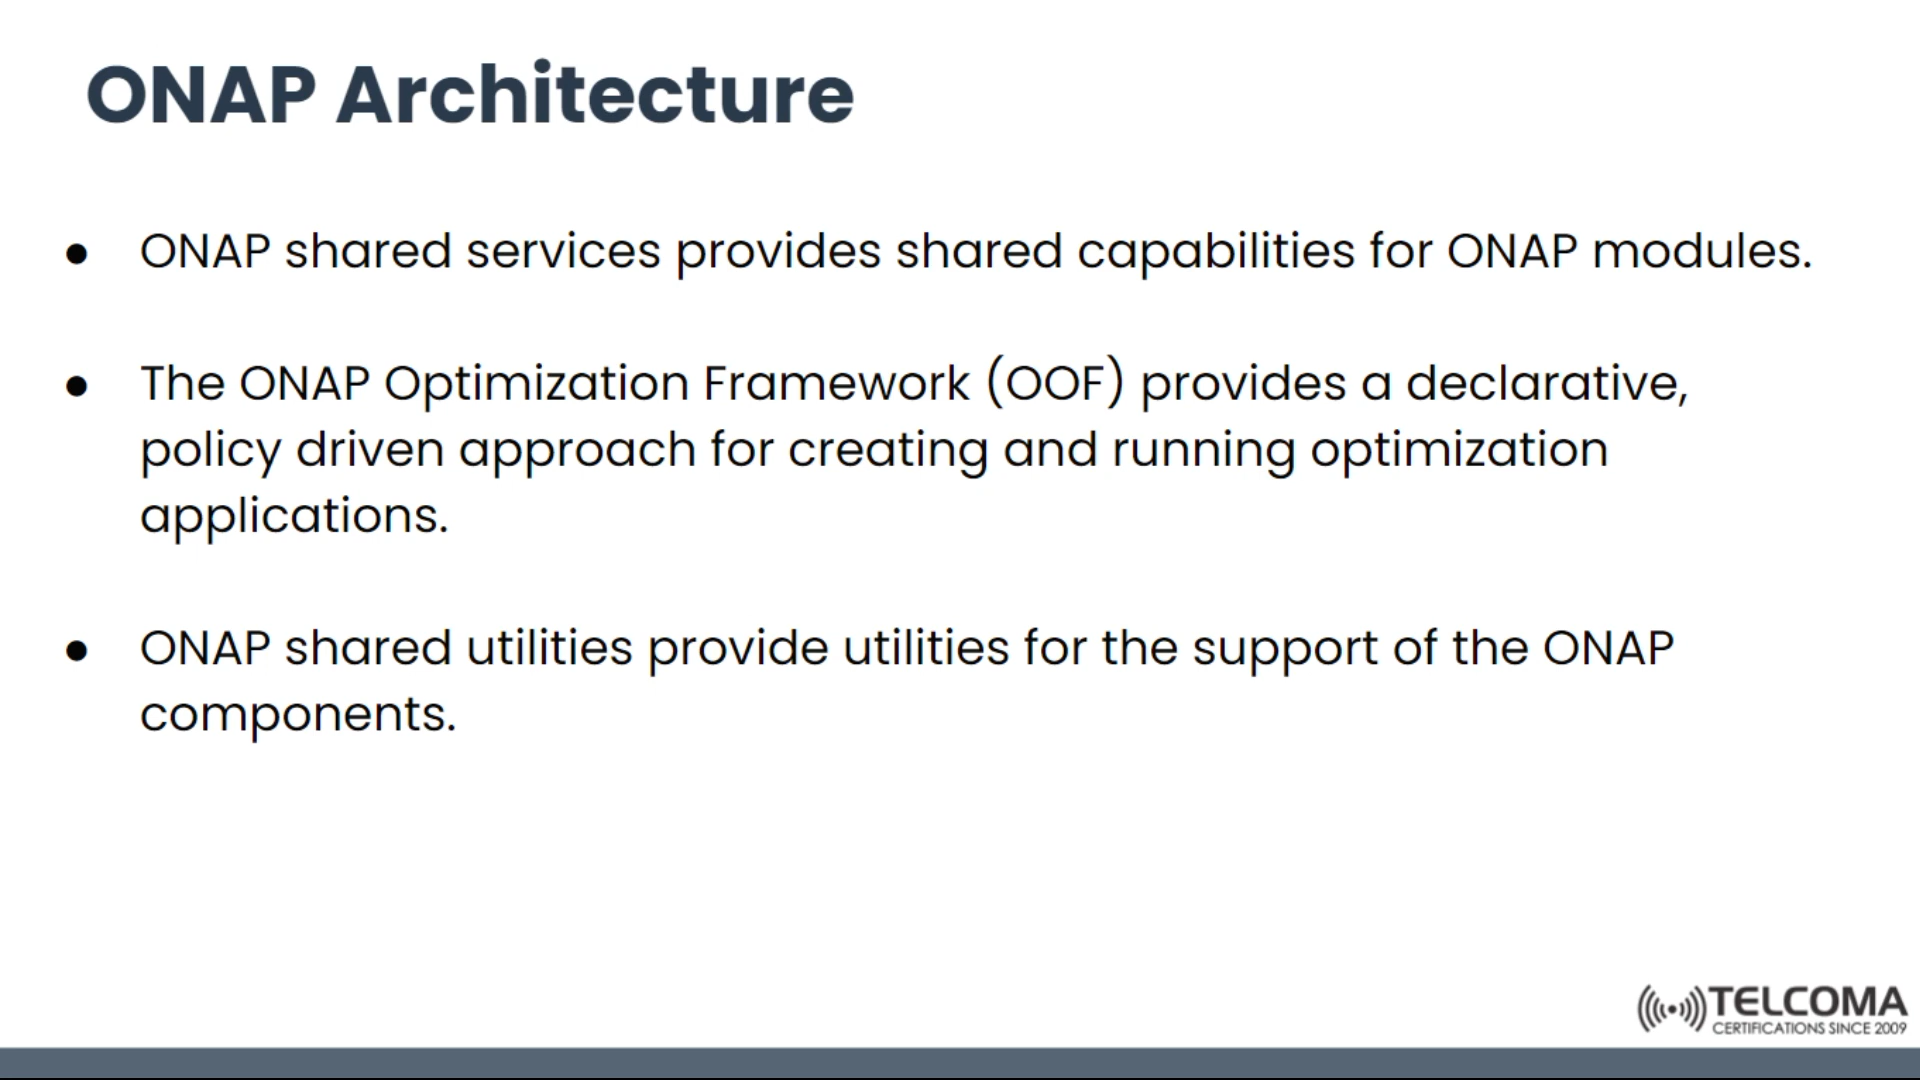 ONAP Architecture
● ONAP shared services provides shared capabilities for ONAP modules.
● The ONAP Optimization Framework (OOF) provides a declarative,
policy driven approach for creating and running optimization
applications.
● ONAP shared utilities provide utilities for the support of the ONAP
components.
TELCOMA
CERTIFICATIONS SINCE 2009